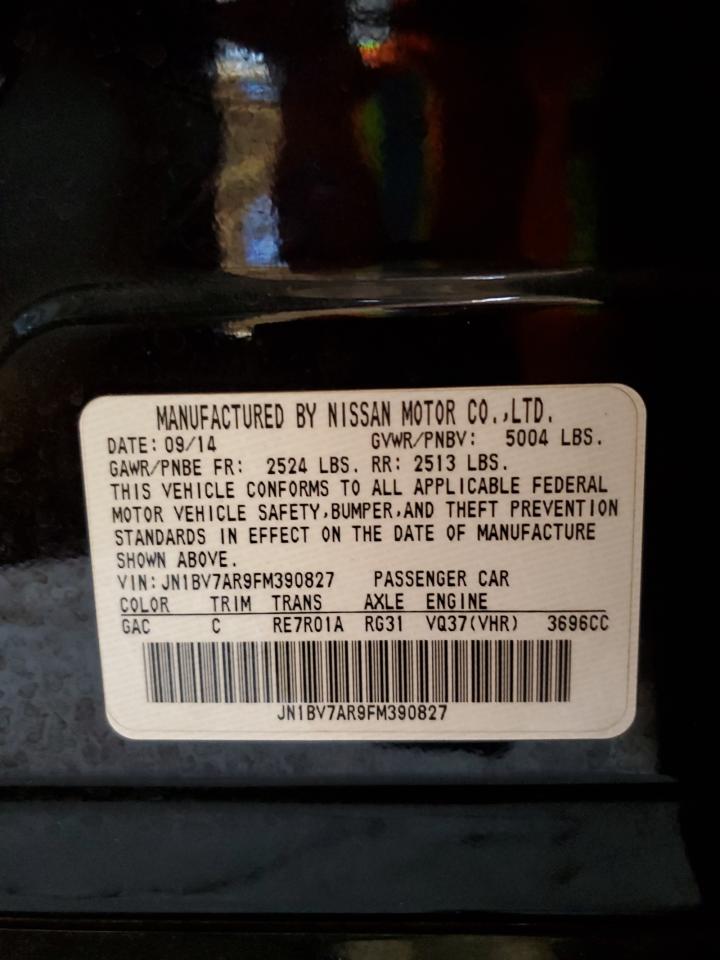 MANUFACTURED BY NISSAN MOTOR CO.,LTD.
DATE: 09/14 GVWR/PNBV: 5004 LBS.
GAWR/PNBE FR: 2524 LBS. RR: 2513 LBS.
THIS VEHICLE CONFORMS TO ALL APPLICABLE FEDERAL
MOTOR VEHICLE SAFETY,BUMPER,AND THEFT PREVENTION
STANDARDS IN EFFECT ON THE DATE OF MANUFACTURE
SHOWN ABOVE.
VIN: JN1BV7AR9FM390827 PASSENGER CAR
COLOR TRIM TRANS AXLE ENGINE
GAC C RE7R01A RG31 VQ37(VHR) 3696CC
JN1BV7AR9FM390827